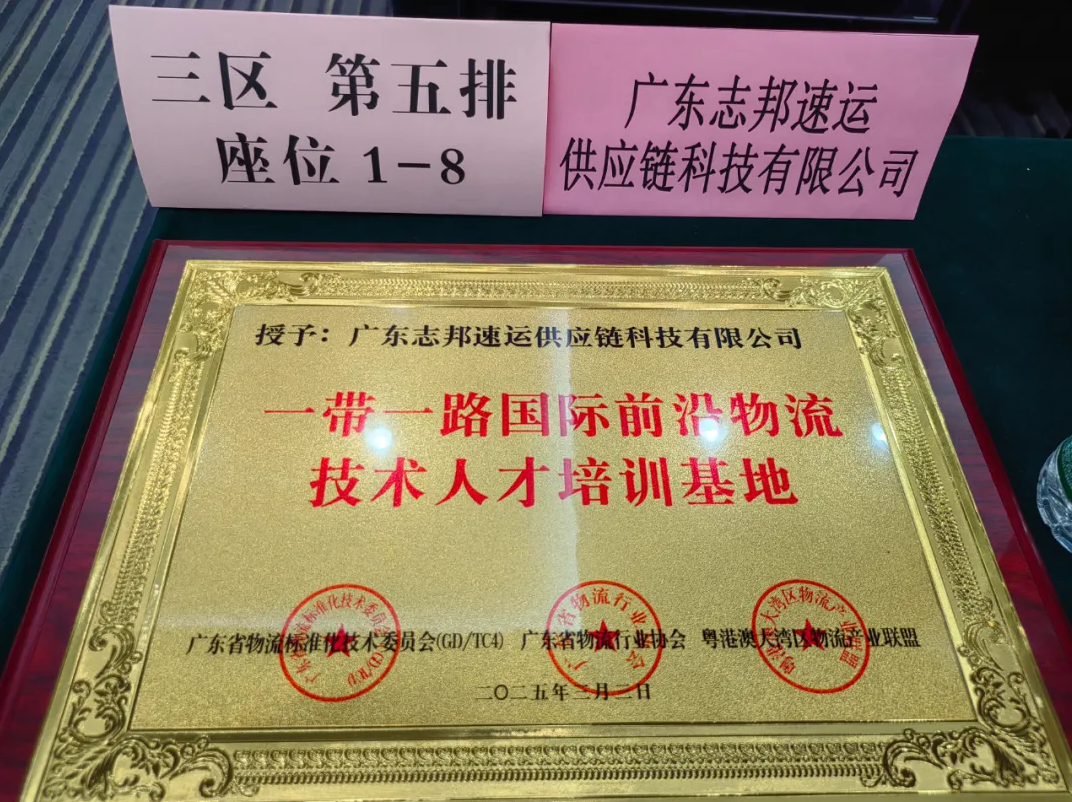 三区 第五排
座位 1-8
广东志邦速运
供应链科技有限公司
授予：广东志邦速运供应链科技有限公司
一带一路国际前沿物流
技术人才培训基地
广东省物流标准化技术委员会(GD/TC4) 广东省物流行业协会 粤港澳大湾区物流产业联盟
二〇二五年三月二日